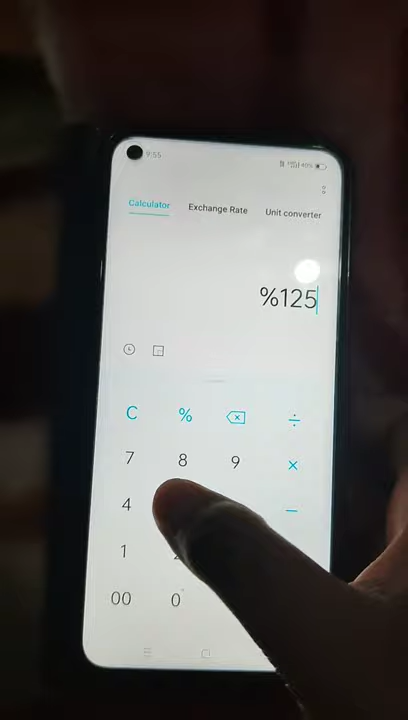 9:55
40%
Calculator Exchange Rate Unit converter
%125
C % ÷
7 8 9 ×
4 −
1
00 0